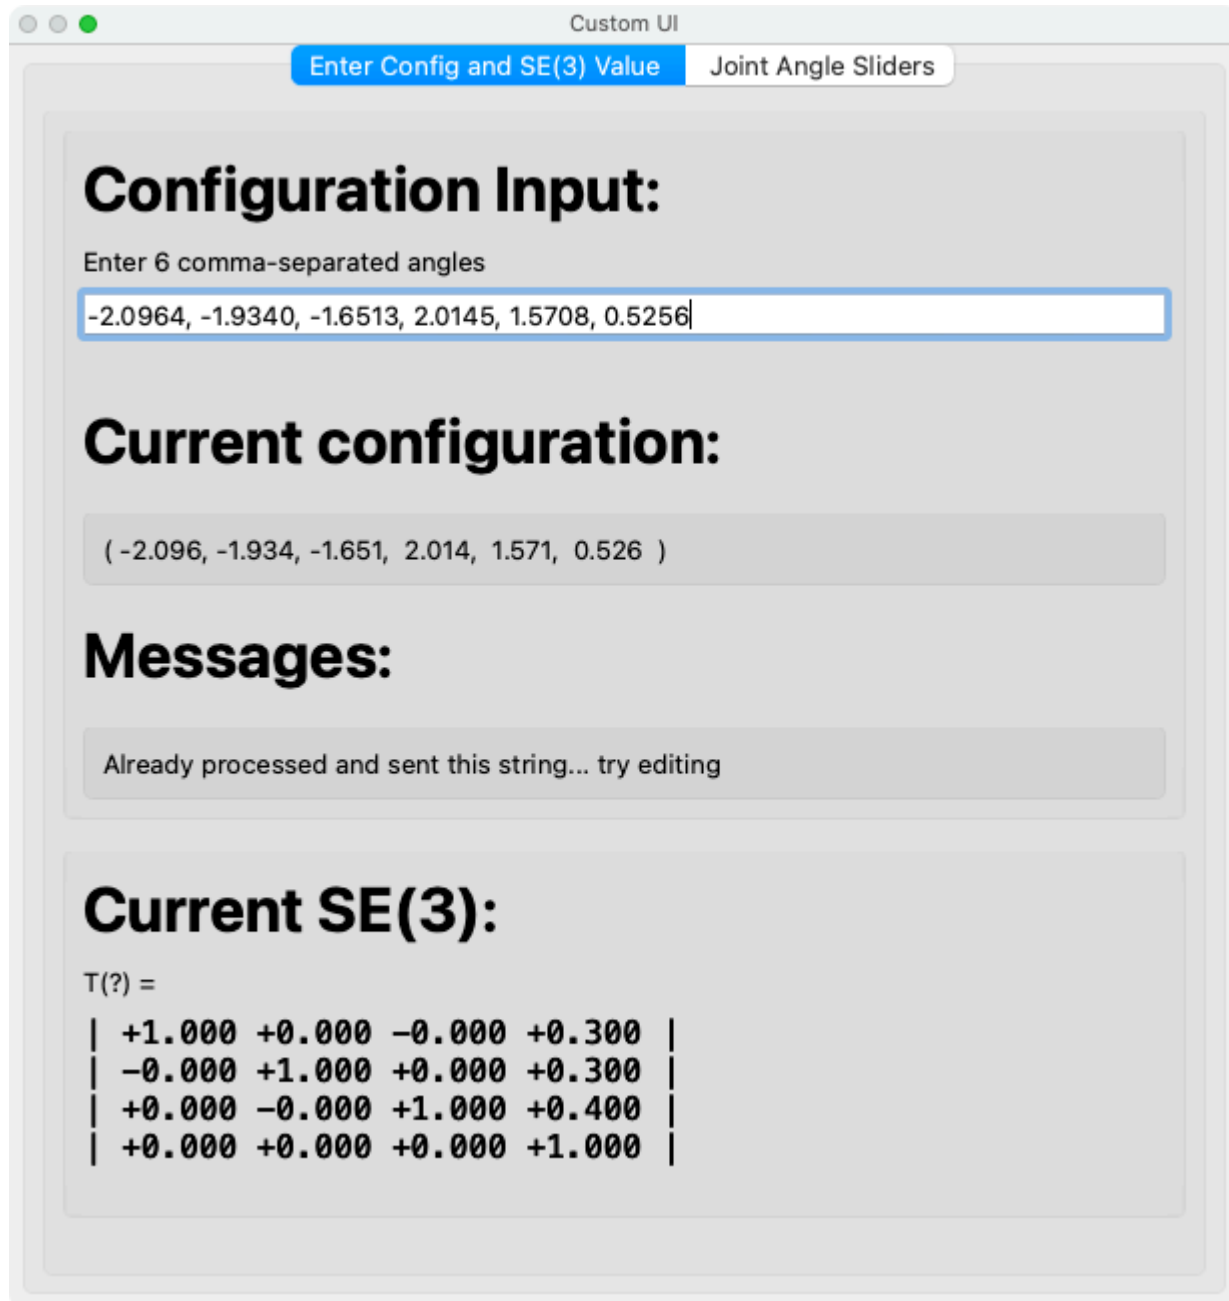 Custom UI
Enter Config and SE(3) Value Joint Angle Sliders
Configuration Input:
Enter 6 comma-separated angles
-2.0964, -1.9340, -1.6513, 2.0145, 1.5708, 0.5256
Current configuration:
( -2.096, -1.934, -1.651, 2.014, 1.571, 0.526 )
Messages:
Already processed and sent this string... try editing
Current SE(3):
T(?) =
| +1.000 +0.000 -0.000 +0.300 |
| -0.000 +1.000 +0.000 +0.300 |
| +0.000 -0.000 +1.000 +0.400 |
| +0.000 +0.000 +0.000 +1.000 |